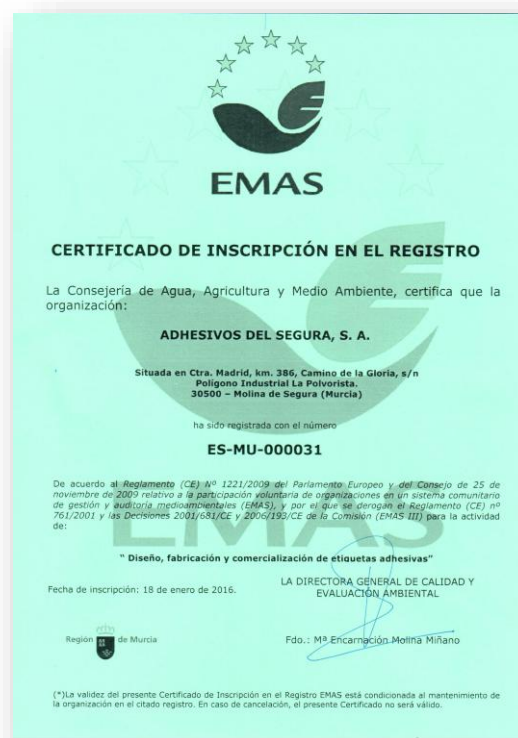 EMAS
CERTIFICADO DE INSCRIPCIÓN EN EL REGISTRO
La Consejería de Agua, Agricultura y Medio Ambiente, certifica que la
organización:
ADHESIVOS DEL SEGURA, S. A.
Situada en Ctra. Madrid, km. 386, Camino de la Gloria, s/n
Polígono Industrial La Polvorista.
30500 – Molina de Segura (Murcia)
ha sido registrada con el número
ES-MU-000031
De acuerdo al Reglamento (CE) Nº 1221/2009 del Parlamento Europeo y del Consejo de 25 de
noviembre de 2009 relativo a la participación voluntaria de organizaciones en un sistema comunitario
de gestión y auditoría medioambientales (EMAS), y por el que se derogan el Reglamento (CE) nº
761/2001 y las Decisiones 2001/681/CE y 2006/193/CE de la Comisión (EMAS III) para la actividad
de:
EMAS
" Diseño, fabricación y comercialización de etiquetas adhesivas"
Fecha de inscripción: 18 de enero de 2016.
LA DIRECTORA GENERAL DE CALIDAD Y
EVALUACIÓN AMBIENTAL
Región de Murcia
Fdo.: Mª Encarnación Molina Miñano
(*)La validez del presente Certificado de Inscripción en el Registro EMAS está condicionada al mantenimiento de
la organización en el citado registro. En caso de cancelación, el presente Certificado no será válido.